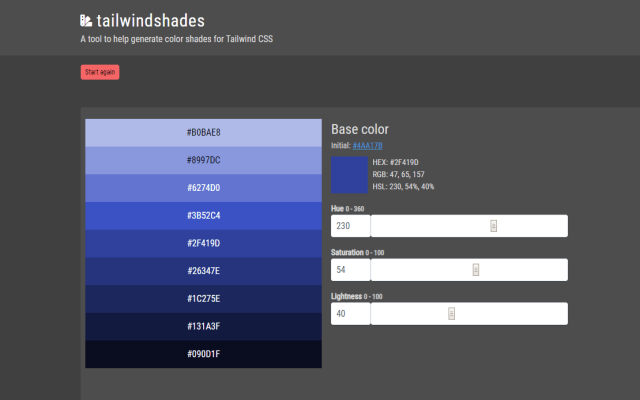 tailwindshades
A tool to help generate color shades for Tailwind CSS
Start again
#B0BAE8
#8997DC
#6274D0
#3B52C4
#2F419D
#26347E
#1C275E
#131A3F
#090D1F
Base color
Initial: #4AA17B
HEX: #2F419D
RGB: 47, 65, 157
HSL: 230, 54%, 40%
Hue 0 - 360
230
Saturation 0 - 100
54
Lightness 0 - 100
40